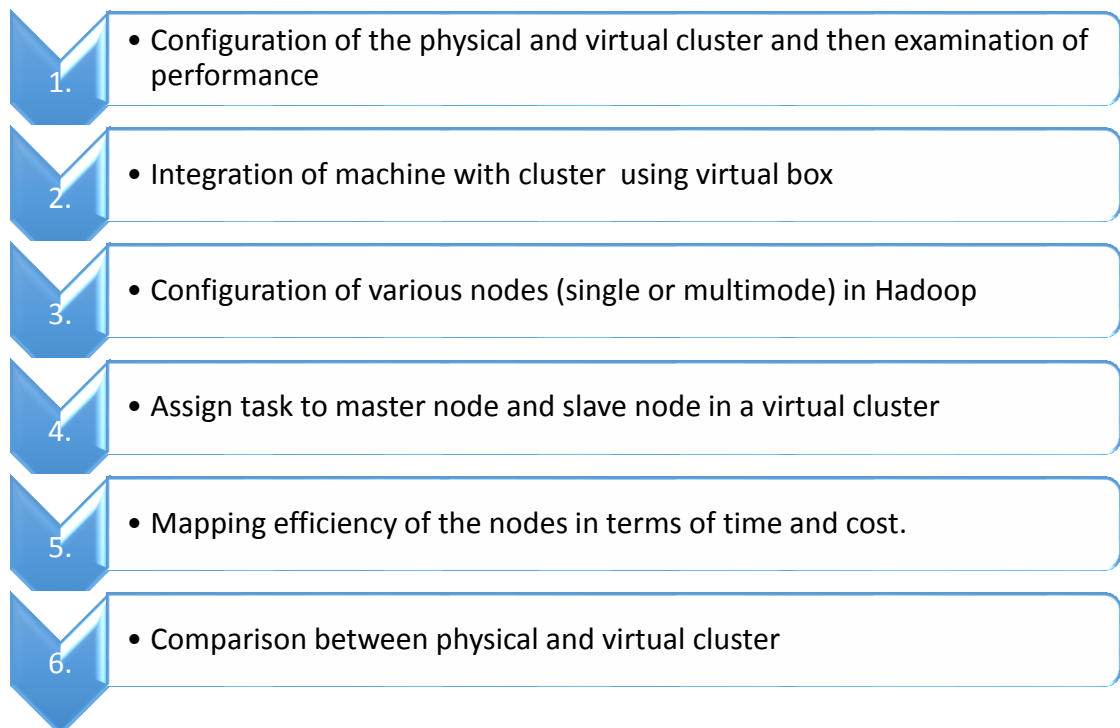 1.
• Configuration of the physical and virtual cluster and then examination of
performance
2.
• Integration of machine with cluster  using virtual box
3.
• Configuration of various nodes (single or multimode) in Hadoop
4.
• Assign task to master node and slave node in a virtual cluster
5.
• Mapping efficiency of the nodes in terms of time and cost.
6.
• Comparison between physical and virtual cluster